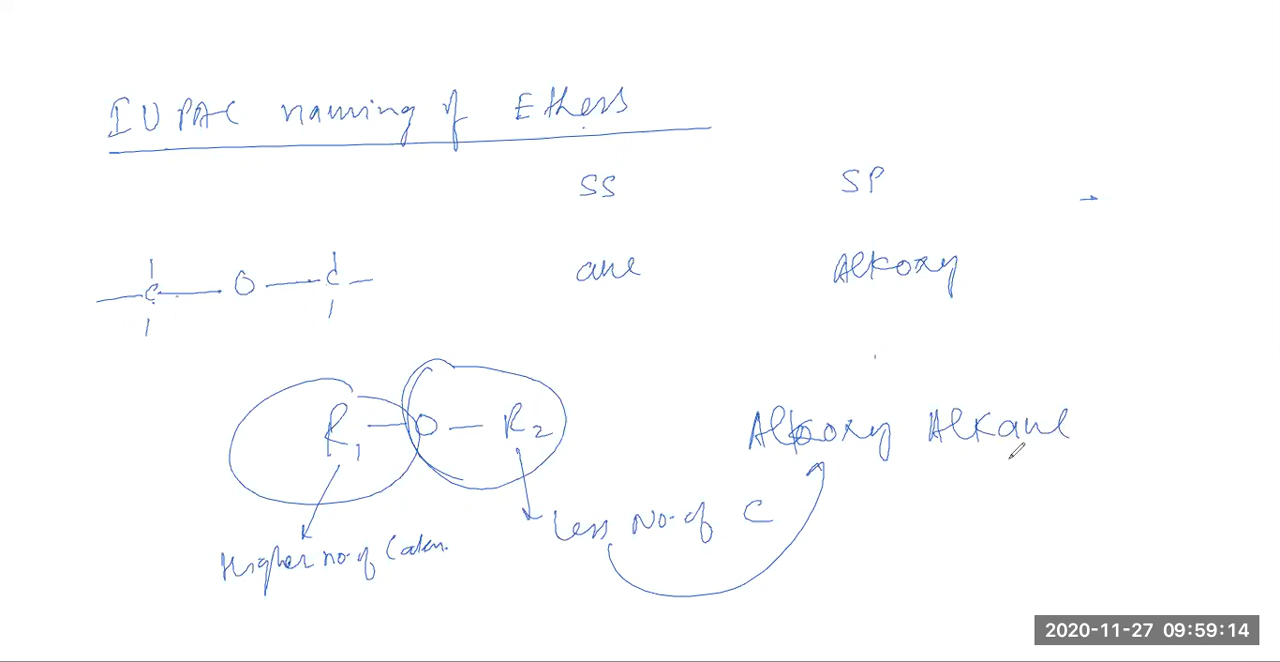 IUPAC naming of Ethers
SS SP
C O C ane Alkoxy
R1 - O - R2 Alkoxy Alkane
Less No. of C
Higher no. of
2020-11-27 09:59:14